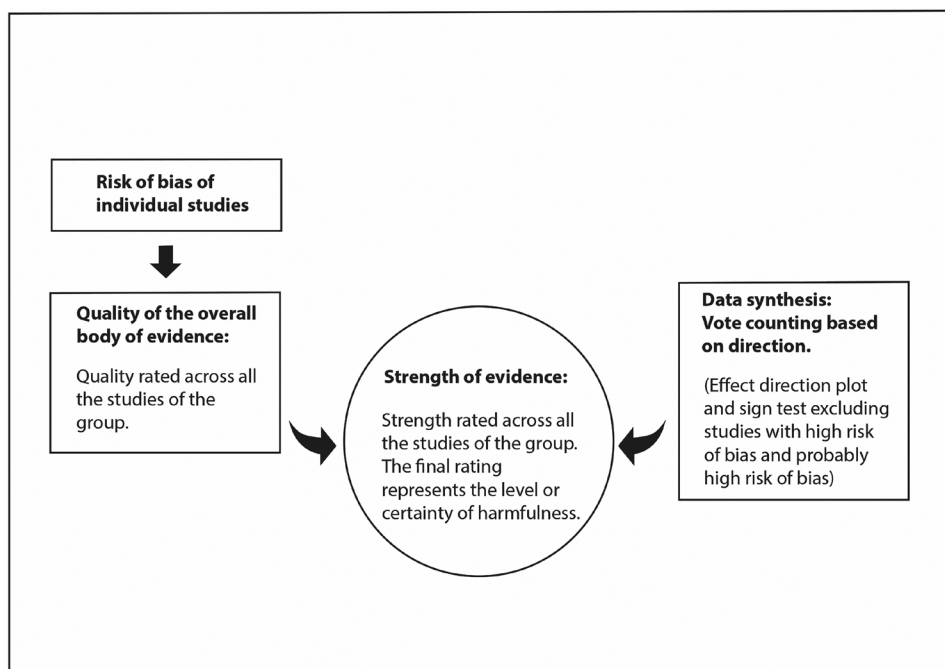 Risk of bias of
individual studies
Quality of the overall
body of evidence:
Quality rated across all
the studies of the
group.
Strength of evidence:
Strength rated across all
the studies of the group.
The final rating
represents the level or
certainty of harmfulness.
Data synthesis:
Vote counting based
on direction.
(Effect direction plot
and sign test excluding
studies with high risk
of bias and probably
high risk of bias)